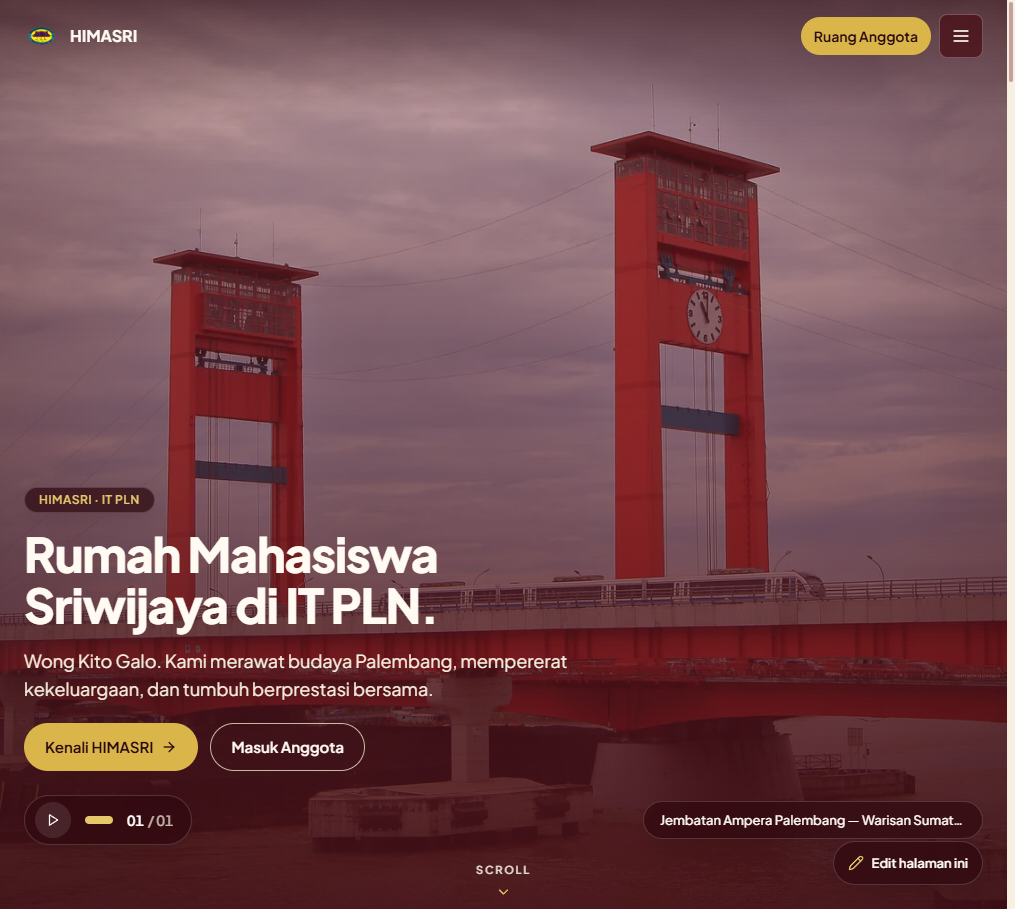 HIMASRI
Ruang Anggota
HIMASRI · IT PLN
Rumah Mahasiswa
Sriwijaya di IT PLN.
Wong Kito Galo. Kami merawat budaya Palembang, mempererat
kekeluargaan, dan tumbuh berprestasi bersama.
Kenali HIMASRI →
Masuk Anggota
01 / 01
Jembatan Ampera Palembang — Warisan Sumat…
Edit halaman ini
SCROLL